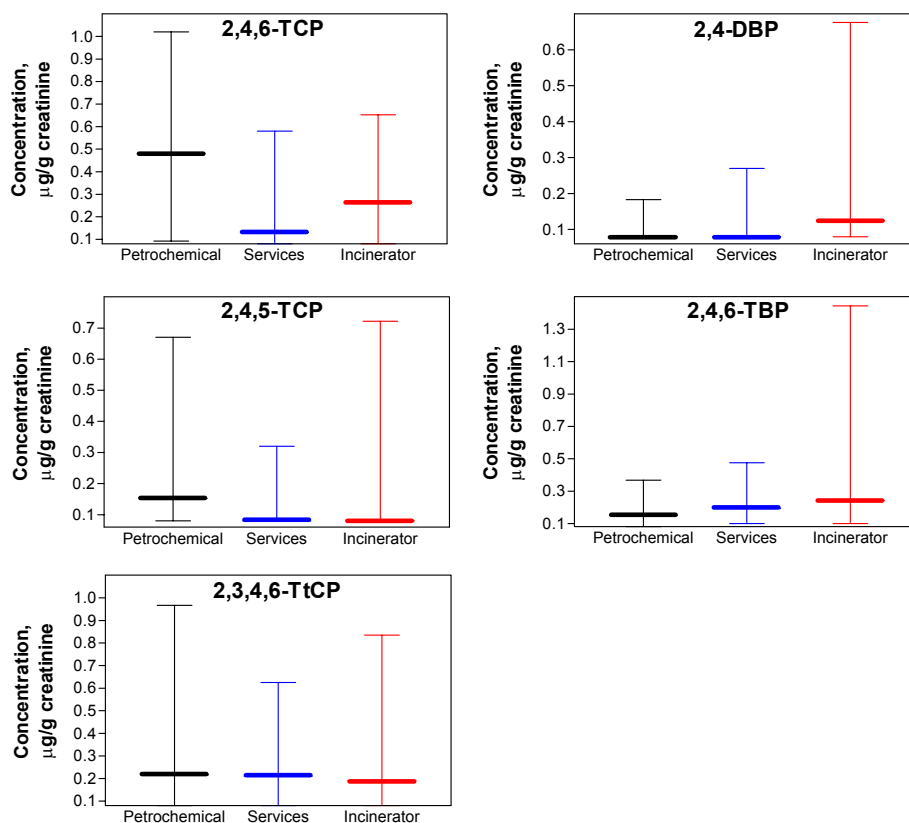 2,4,6-TCP
Concentration,
μg/g creatinine
1.0
0.9
0.8
0.7
0.6
0.5
0.4
0.3
0.2
0.1
Petrochemical Services Incinerator
2,4-DBP
Concentration,
μg/g creatinine
0.6
0.3
0.2
0.1
Petrochemical Services Incinerator
2,4,5-TCP
Concentration,
μg/g creatinine
0.7
0.6
0.5
0.4
0.3
0.2
0.1
Petrochemical Services Incinerator
2,4,6-TBP
Concentration,
μg/g creatinine
1.3
0.9
0.7
0.5
0.3
0.1
Petrochemical Services Incinerator
2,3,4,6-TtCP
Concentration,
μg/g creatinine
1.0
0.9
0.8
0.7
0.6
0.5
0.4
0.3
0.2
0.1
Petrochemical Services Incinerator